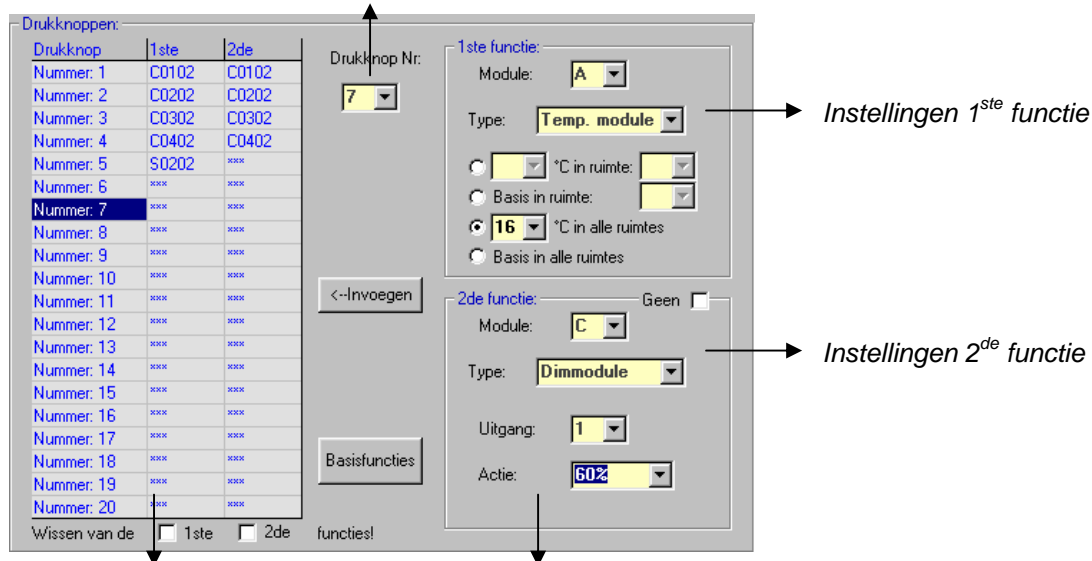 Drukknoppen:
Drukknop 1ste 2de
Nummer: 1 C0102 C0102
Nummer: 2 C0202 C0202
Nummer: 3 C0302 C0302
Nummer: 4 C0402 C0402
Nummer: 5 S0202 ***
Nummer: 6 *** ***
Nummer: 7 *** ***
Nummer: 8 *** ***
Nummer: 9 *** ***
Nummer: 10 *** ***
Nummer: 11 *** ***
Nummer: 12 *** ***
Nummer: 13 *** ***
Nummer: 14 *** ***
Nummer: 15 *** ***
Nummer: 16 *** ***
Nummer: 17 *** ***
Nummer: 18 *** ***
Nummer: 19 *** ***
Nummer: 20 *** ***
Wissen van de 1ste 2de functies!
Drukknop Nr:
7
<--Invoegen
Basisfuncties
1ste functie:
Module: A
Type: Temp. module
°C in ruimte:
Basis in ruimte:
16 °C in alle ruimtes
Basis in alle ruimtes
2de functie: Geen
Module: C
Type: Dimmodule
Uitgang: 1
Actie: 60%
Instellingen 1ste functie
Instellingen 2de functie